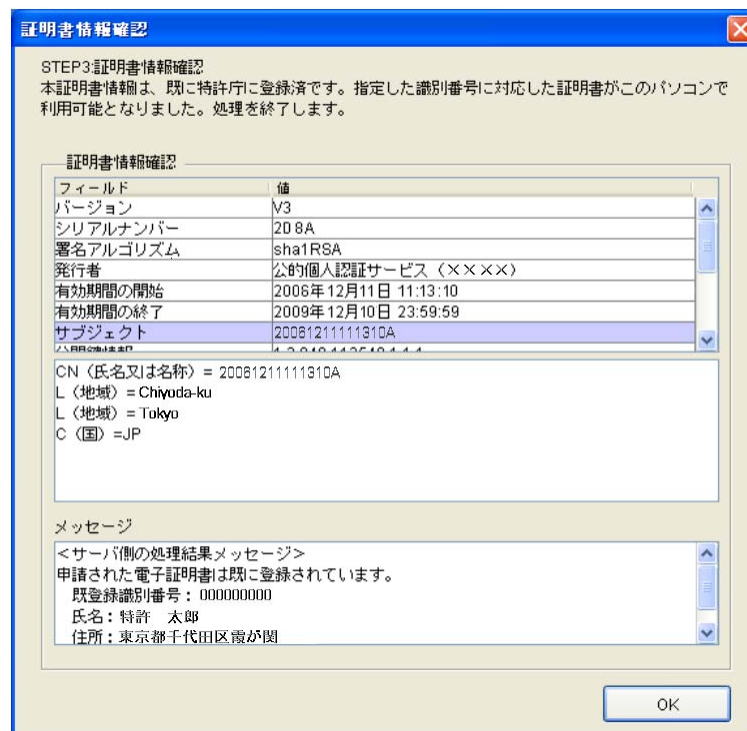 証明書情報確認
STEP3:証明書情報確認
本証明書情報は、既に特許庁に登録済です。指定した識別番号に対応した証明書がこのパソコンで
利用可能となりました。処理を終了します。
証明書情報確認
フィールド 値
バージョン V3
シリアルナンバー 2D 8A
署名アルゴリズム sha1RSA
発行者 公的個人認証サービス（××××）
有効期間の開始 2006年12月11日 11:13:10
有効期間の終了 2009年12月10日 23:59:59
サブジェクト 20061211111310A
CN（氏名又は名称）= 20061211111310A
L（地域）= Chiyoda-ku
L（地域）= Tokyo
C（国）=JP
メッセージ
＜サーバ側の処理結果メッセージ＞
申請された電子証明書は既に登録されています。
既登録識別番号：000000000
氏名：特許　太郎
住所：東京都千代田区霞が関
OK